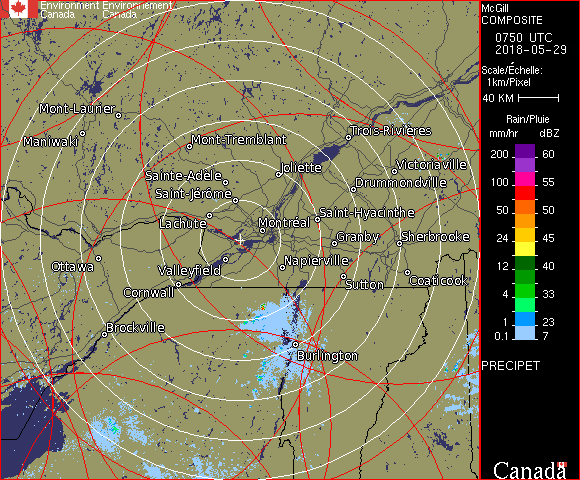 Environment Environnement
Canada Canada
McGill
COMPOSITE
0750 UTC
2018-05-29
Scale/Échelle:
1km/Pixel
40 KM
Rain/Pluie
mm/hr dBZ
200 60
100 55
50 50
24 45
12 40
4 33
1 23
0.1 7
PRECIPET
Canada
Mont-Laurier
Maniwaki
Mont-Tremblant
Trois-Rivières
Sainte-Adèle
Joliette
Victoriaville
Saint-Jérôme
Drummondville
Lachute
Montréal
Saint-Hyacinthe
Granby
Sherbrooke
Ottawa
Valleyfield
Napierville
Cornwall
Sutton
Coaticook
Brockville
Burlington